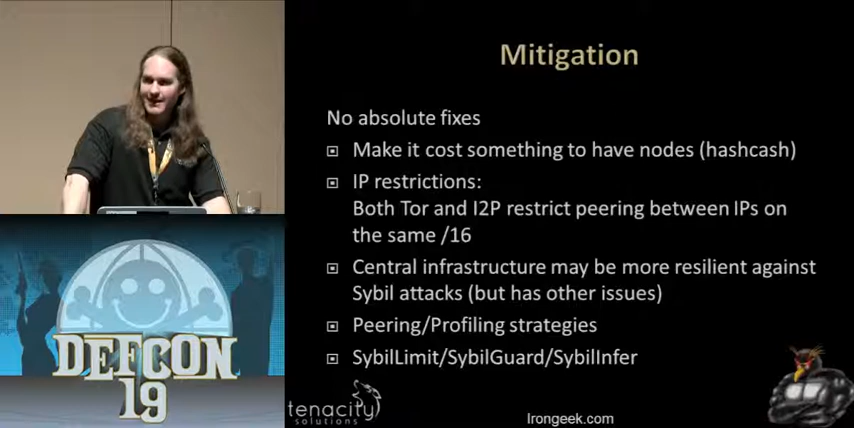 Mitigation
No absolute fixes
Make it cost something to have nodes (hashcash)
IP restrictions:
Both Tor and I2P restrict peering between IPs on
the same /16
Central infrastructure may be more resilient against
Sybil attacks (but has other issues)
Peering/Profiling strategies
SybilLimit/SybilGuard/SybilInfer
DEFCON
19
tenacity
solutions
Irongeek.com